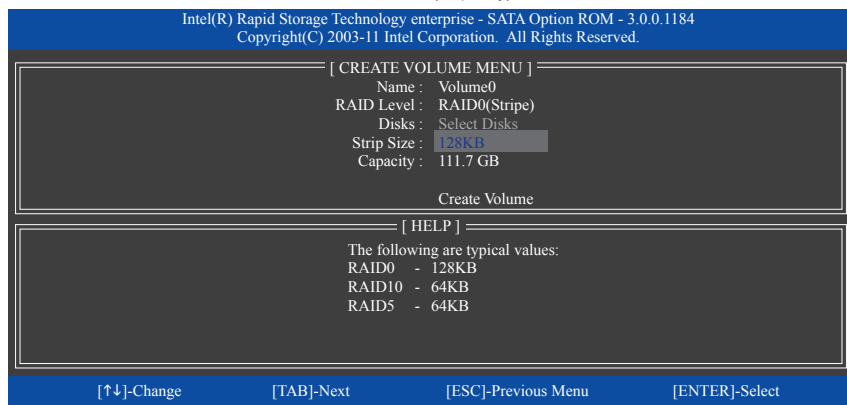 Intel(R) Rapid Storage Technology enterprise - SATA Option ROM - 3.0.0.1184
Copyright(C) 2003-11 Intel Corporation. All Rights Reserved.
[ CREATE VOLUME MENU ]
Name : Volume0
RAID Level : RAID0(Stripe)
Disks : Select Disks
Strip Size : 128KB
Capacity : 111.7 GB
Create Volume
[ HELP ]
The following are typical values:
RAID0 - 128KB
RAID10 - 64KB
RAID5 - 64KB
[↑↓]-Change [TAB]-Next [ESC]-Previous Menu [ENTER]-Select